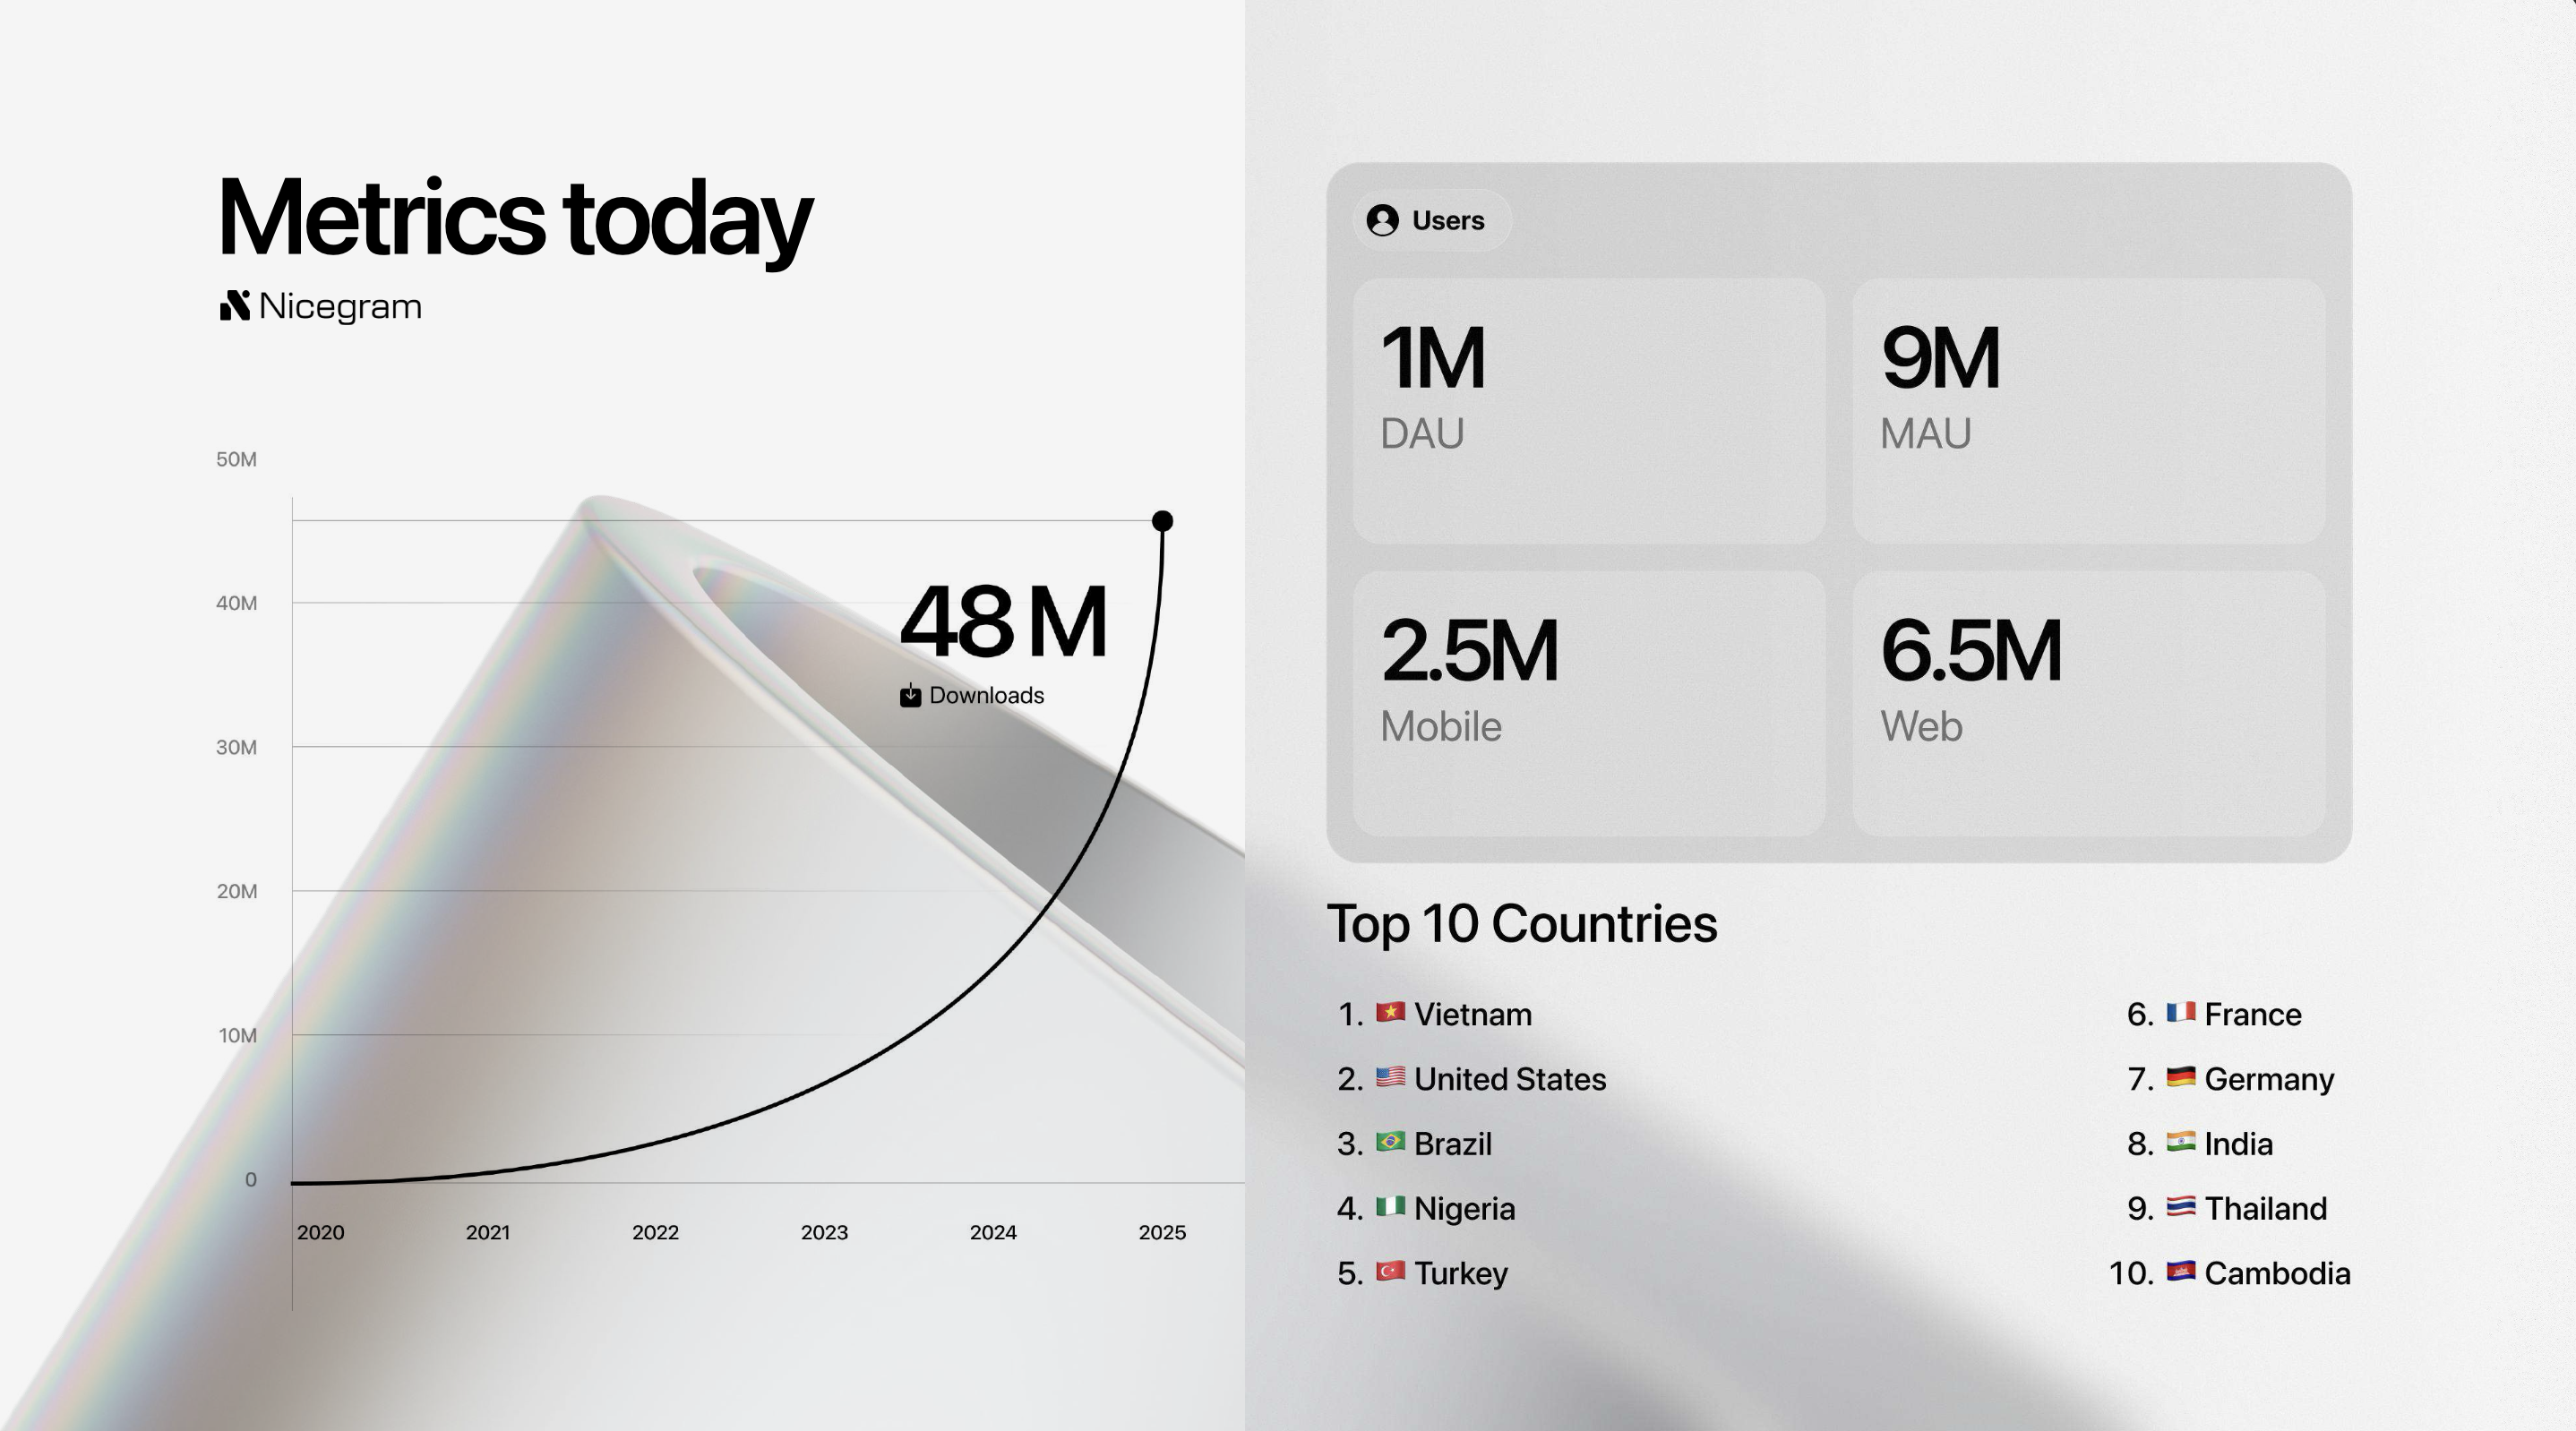 Metrics today
Nicegram
50M
40M
30M
20M
10M
0
48 M
Downloads
2020 2021 2022 2023 2024 2025
Users
1M
DAU
9M
MAU
2.5M
Mobile
6.5M
Web
Top 10 Countries
1. Vietnam
2. United States
3. Brazil
4. Nigeria
5. Turkey
6. France
7. Germany
8. India
9. Thailand
10. Cambodia